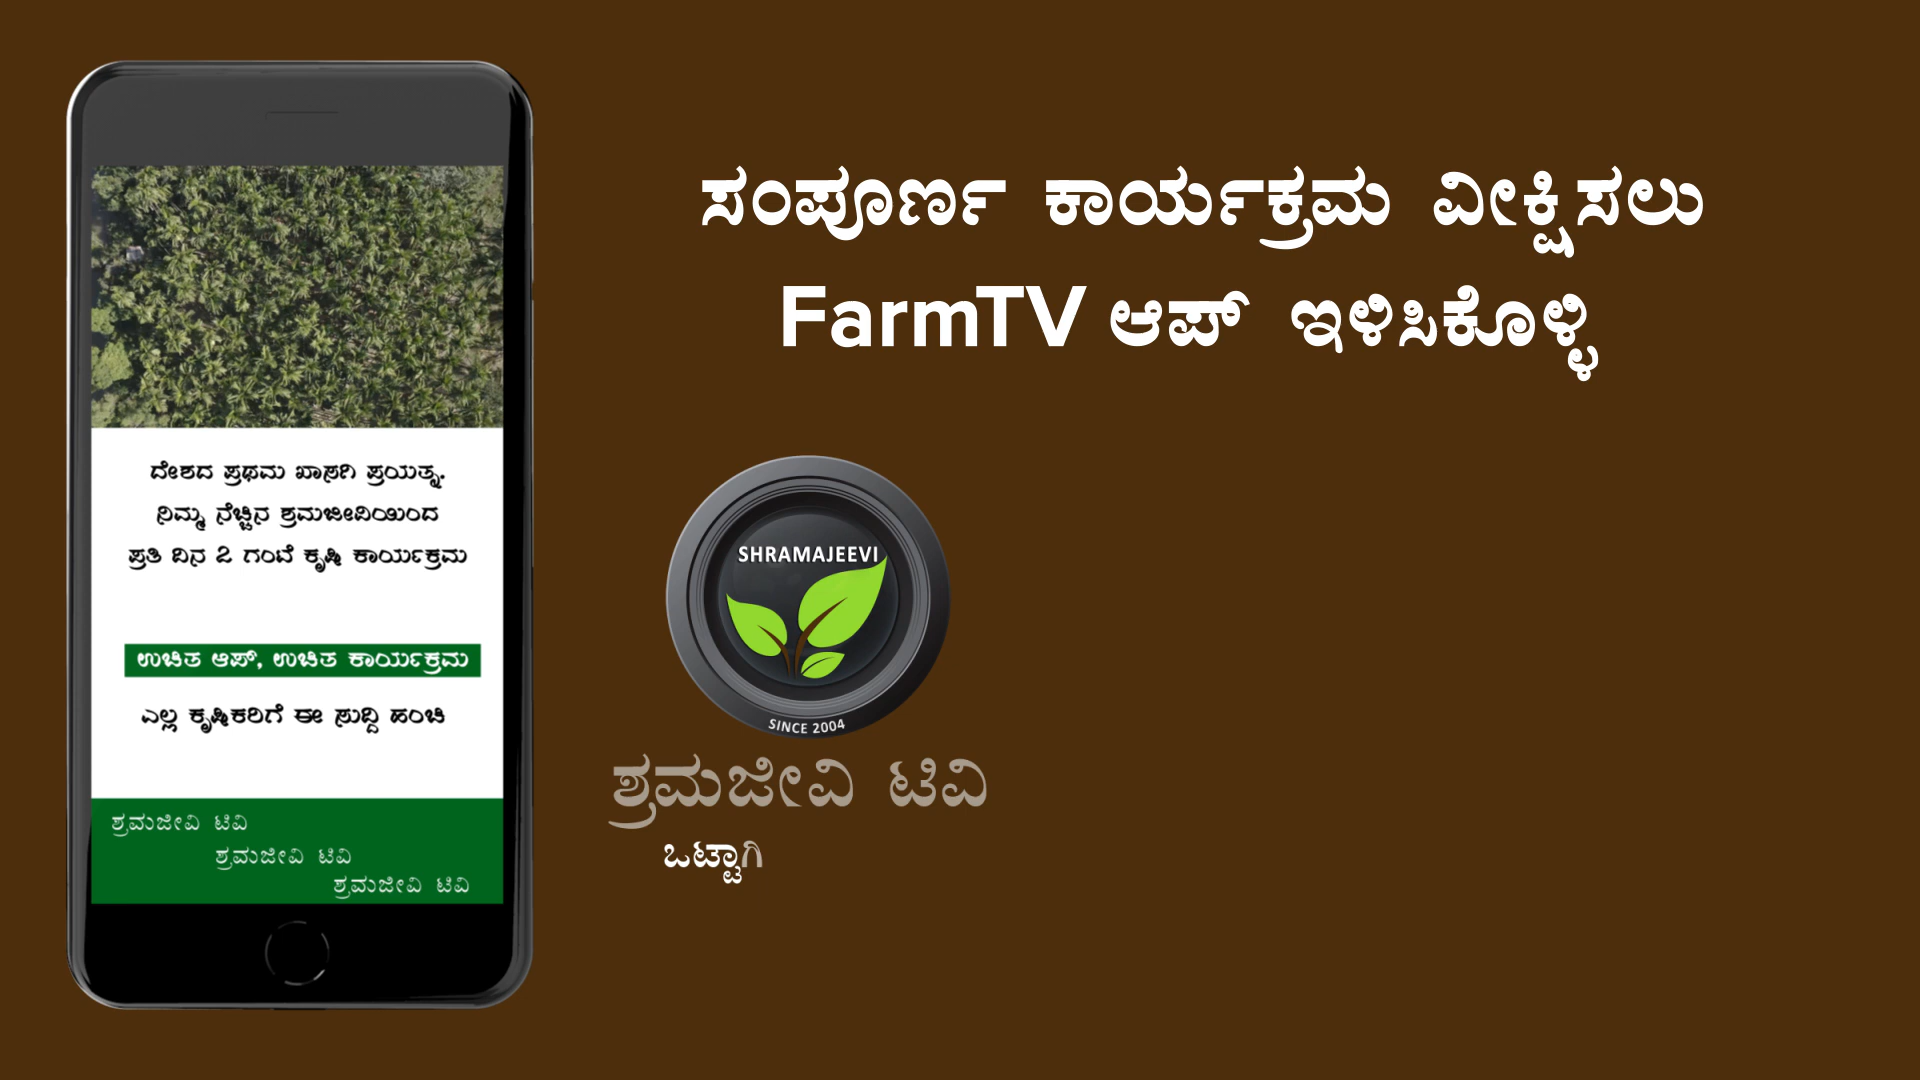 ಸಂಪೂರ್ಣ ಕಾರ್ಯಕ್ರಮ ವೀಕ್ಷಿಸಲು
FarmTV ಆಪ್ ಇಳಿಸಿಕೊಳ್ಳಿ
ದೇಶದ ಪ್ರಥಮ ಖಾಸಗಿ ಪ್ರಯತ್ನ.
ನಿಮ್ಮ ನೆಚ್ಚಿನ ಶ್ರಮಜೀವಿಯಿಂದ
ಪ್ರತಿ ದಿನ 2 ಗಂಟೆ ಕೃಷಿ ಕಾರ್ಯಕ್ರಮ
ಉಚಿತ ಆಪ್, ಉಚಿತ ಕಾರ್ಯಕ್ರಮ
ಎಲ್ಲ ಕೃಷಿಕರಿಗೆ ಈ ಸುದ್ದಿ ಹಂಚಿ
ಶ್ರಮಜೀವಿ ಟಿವಿ
ಶ್ರಮಜೀವಿ ಟಿವಿ
ಶ್ರಮಜೀವಿ ಟಿವಿ
SHRAMAJEEVI
SINCE 2004
ಶ್ರಮಜೀವಿ ಟಿವಿ
ಒಟ್ಟಾಗಿ